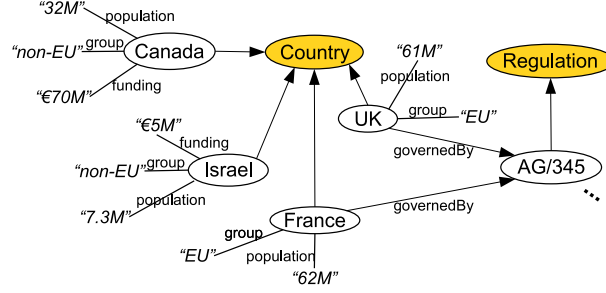 “32M”
population
“non-EU”
group
Canada
“€70M”
funding
Country
“61M”
population
group
“EU”
UK
Regulation
governedBy
“€5M”
funding
“non-EU”
group
Israel
population
“7.3M”
AG/345
governedBy
France
group
“EU”
population
“62M”